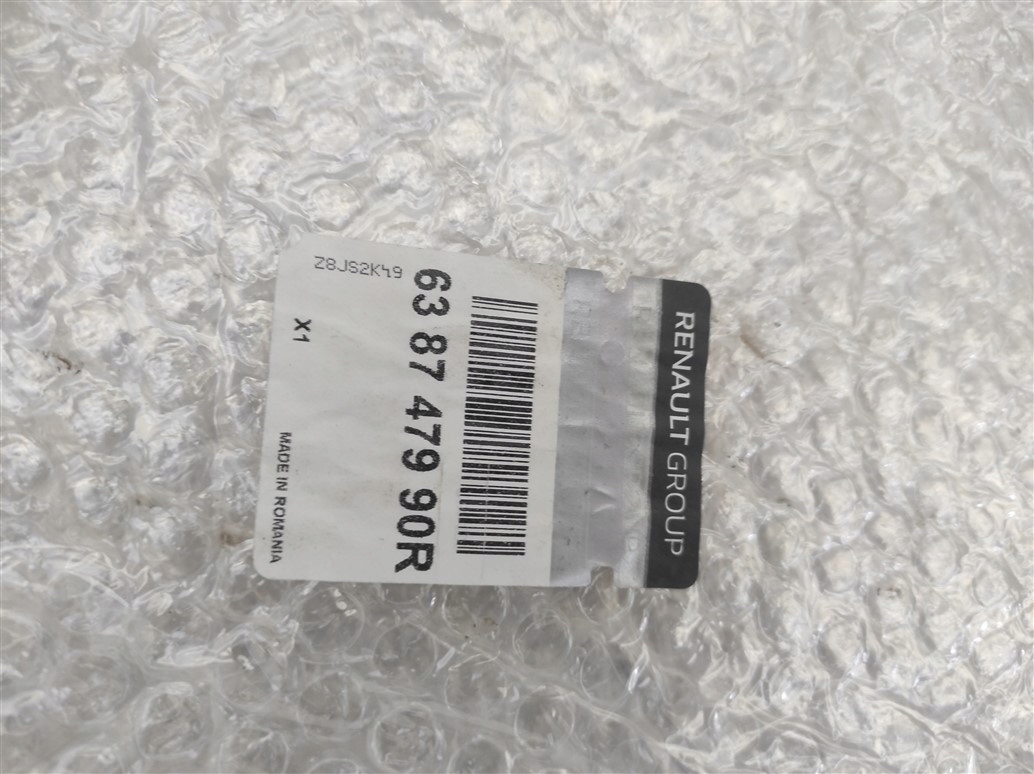 RENAULT GROUP
63 87 479 90R
Z8JS2K49
X1
MADE IN ROMANIA